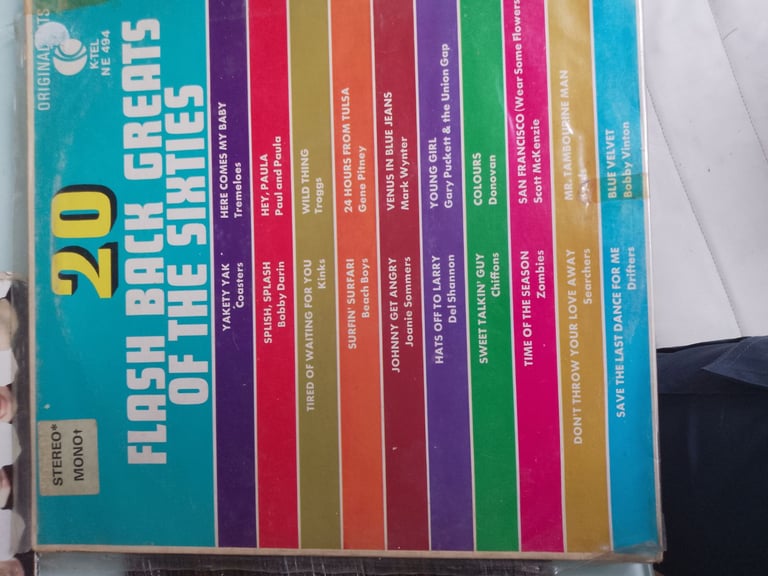 STEREO*
MONO†
20
ORIGINAL
K-TEL
NE 494
FLASH BACK GREATS
OF THE SIXTIES
YAKETY YAK
Coasters
HERE COMES MY BABY
Tremeloes
SPLISH, SPLASH
Bobby Darin
HEY, PAULA
Paul and Paula
TIRED OF WAITING FOR YOU
Kinks
WILD THING
Troggs
SURFIN' SURFARI
Beach Boys
24 HOURS FROM TULSA
Gene Pitney
JOHNNY GET ANGRY
Joanie Sommers
VENUS IN BLUE JEANS
Mark Wynter
HATS OFF TO LARRY
Del Shannon
YOUNG GIRL
Gary Puckett & the Union Gap
SWEET TALKIN' GUY
Chiffons
COLOURS
Donovan
TIME OF THE SEASON
Zombies
SAN FRANCISCO (Wear Some Flowers
Scott McKenzie
DON'T THROW YOUR LOVE AWAY
Searchers
MR. TAMBOURINE MAN
SAVE THE LAST DANCE FOR ME
Drifters
BLUE VELVET
Bobby Vinton